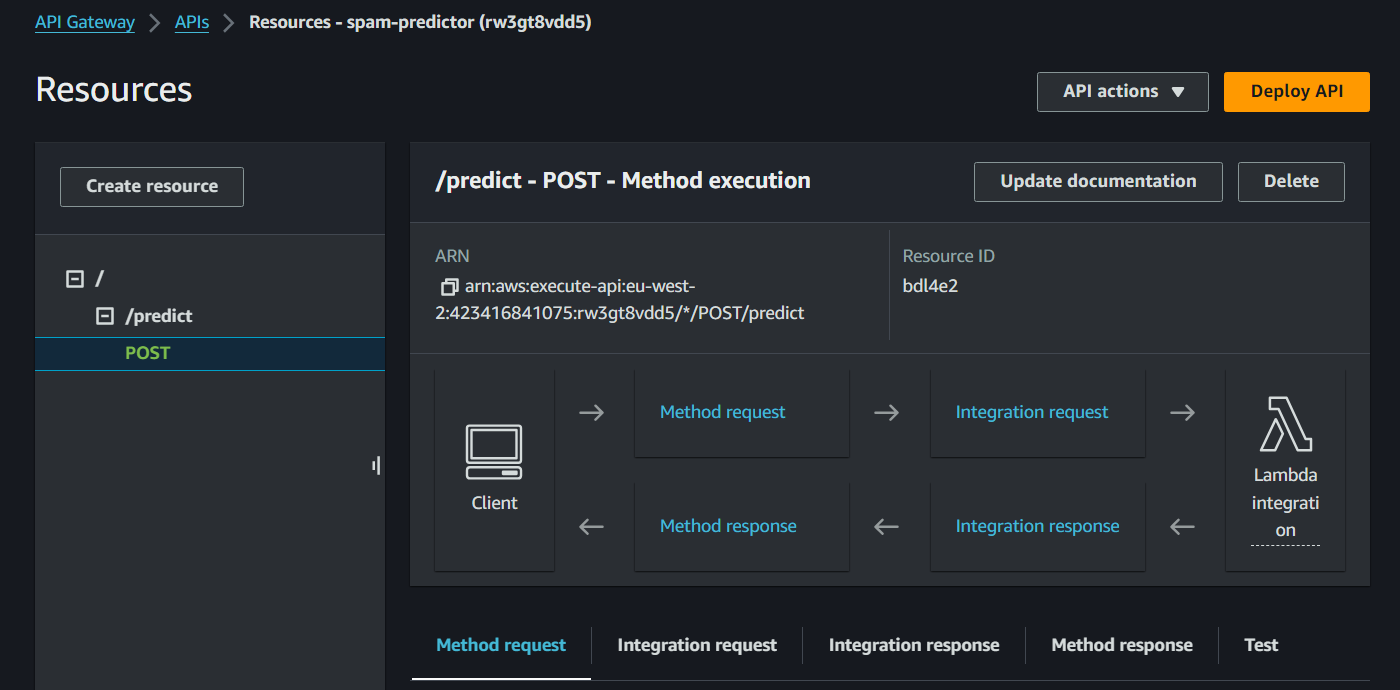 API Gateway > APIs > Resources - spam-predictor (rw3gt8vdd5)
Resources
API actions ▼
Deploy API
Create resource
/
/predict
POST
/predict - POST - Method execution
Update documentation
Delete
ARN
arn:aws:execute-api:eu-west-
2:423416841075:rw3gt8vdd5/*/POST/predict
Resource ID
bdl4e2
Client
Method request
Integration request
Method response
Integration response
Lambda
integrati
on
Method request
Integration request
Integration response
Method response
Test